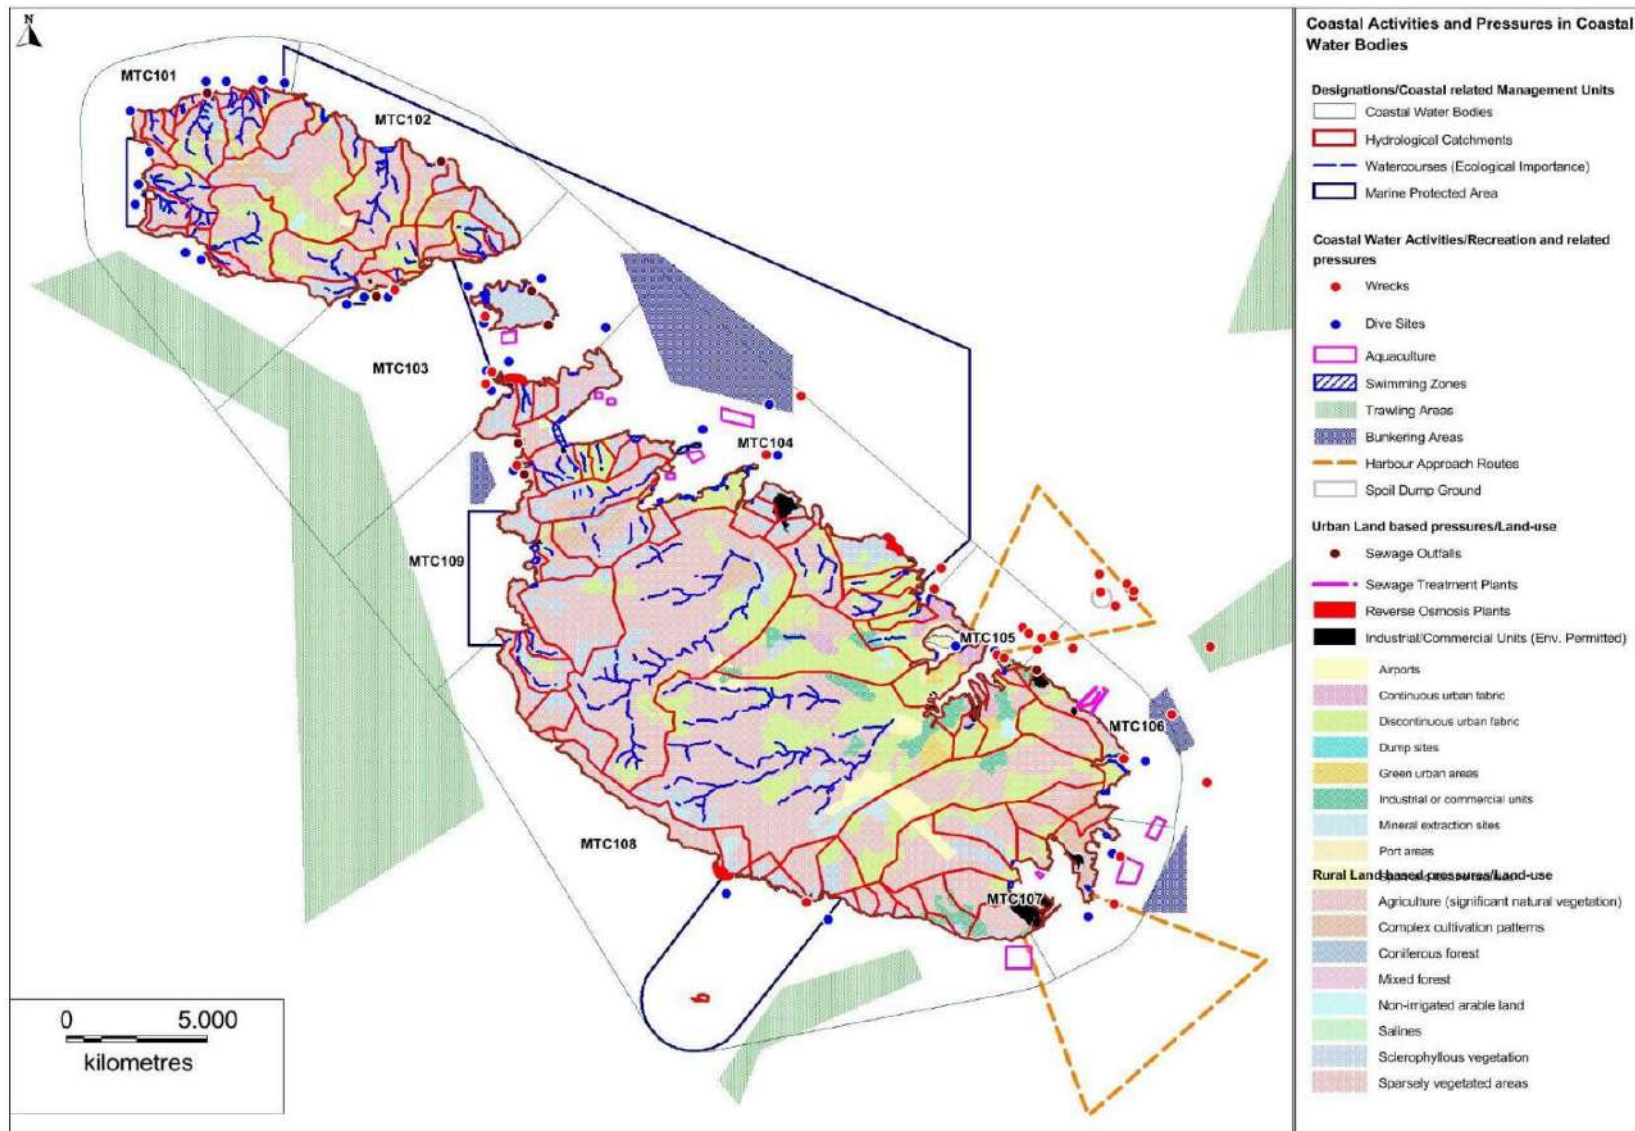 N
MTC101
MTC102
MTC103
MTC104
MTC109
MTC105
MTC106
MTC108
MTC107
0 5.000
kilometres
Coastal Activities and Pressures in Coastal
Water Bodies
Designations/Coastal related Management Units
Coastal Water Bodies
Hydrological Catchments
Watercourses (Ecological Importance)
Marine Protected Area
Coastal Water Activities/Recreation and related
pressures
Wrecks
Dive Sites
Aquaculture
Swimming Zones
Trawling Areas
Bunkering Areas
Harbour Approach Routes
Spoil Dump Ground
Urban Land based pressures/Land-use
Sewage Outfalls
Sewage Treatment Plants
Reverse Osmosis Plants
Industrial/Commercial Units (Env. Permitted)
Airports
Continuous urban fabric
Discontinuous urban fabric
Dump sites
Green urban areas
Industrial or commercial units
Mineral extraction sites
Port areas
Rural Land based pressures/Land-use
Agriculture (significant natural vegetation)
Complex cultivation patterns
Coniferous forest
Mixed forest
Non-irrigated arable land
Salines
Sclerophyllous vegetation
Sparsely vegetated areas